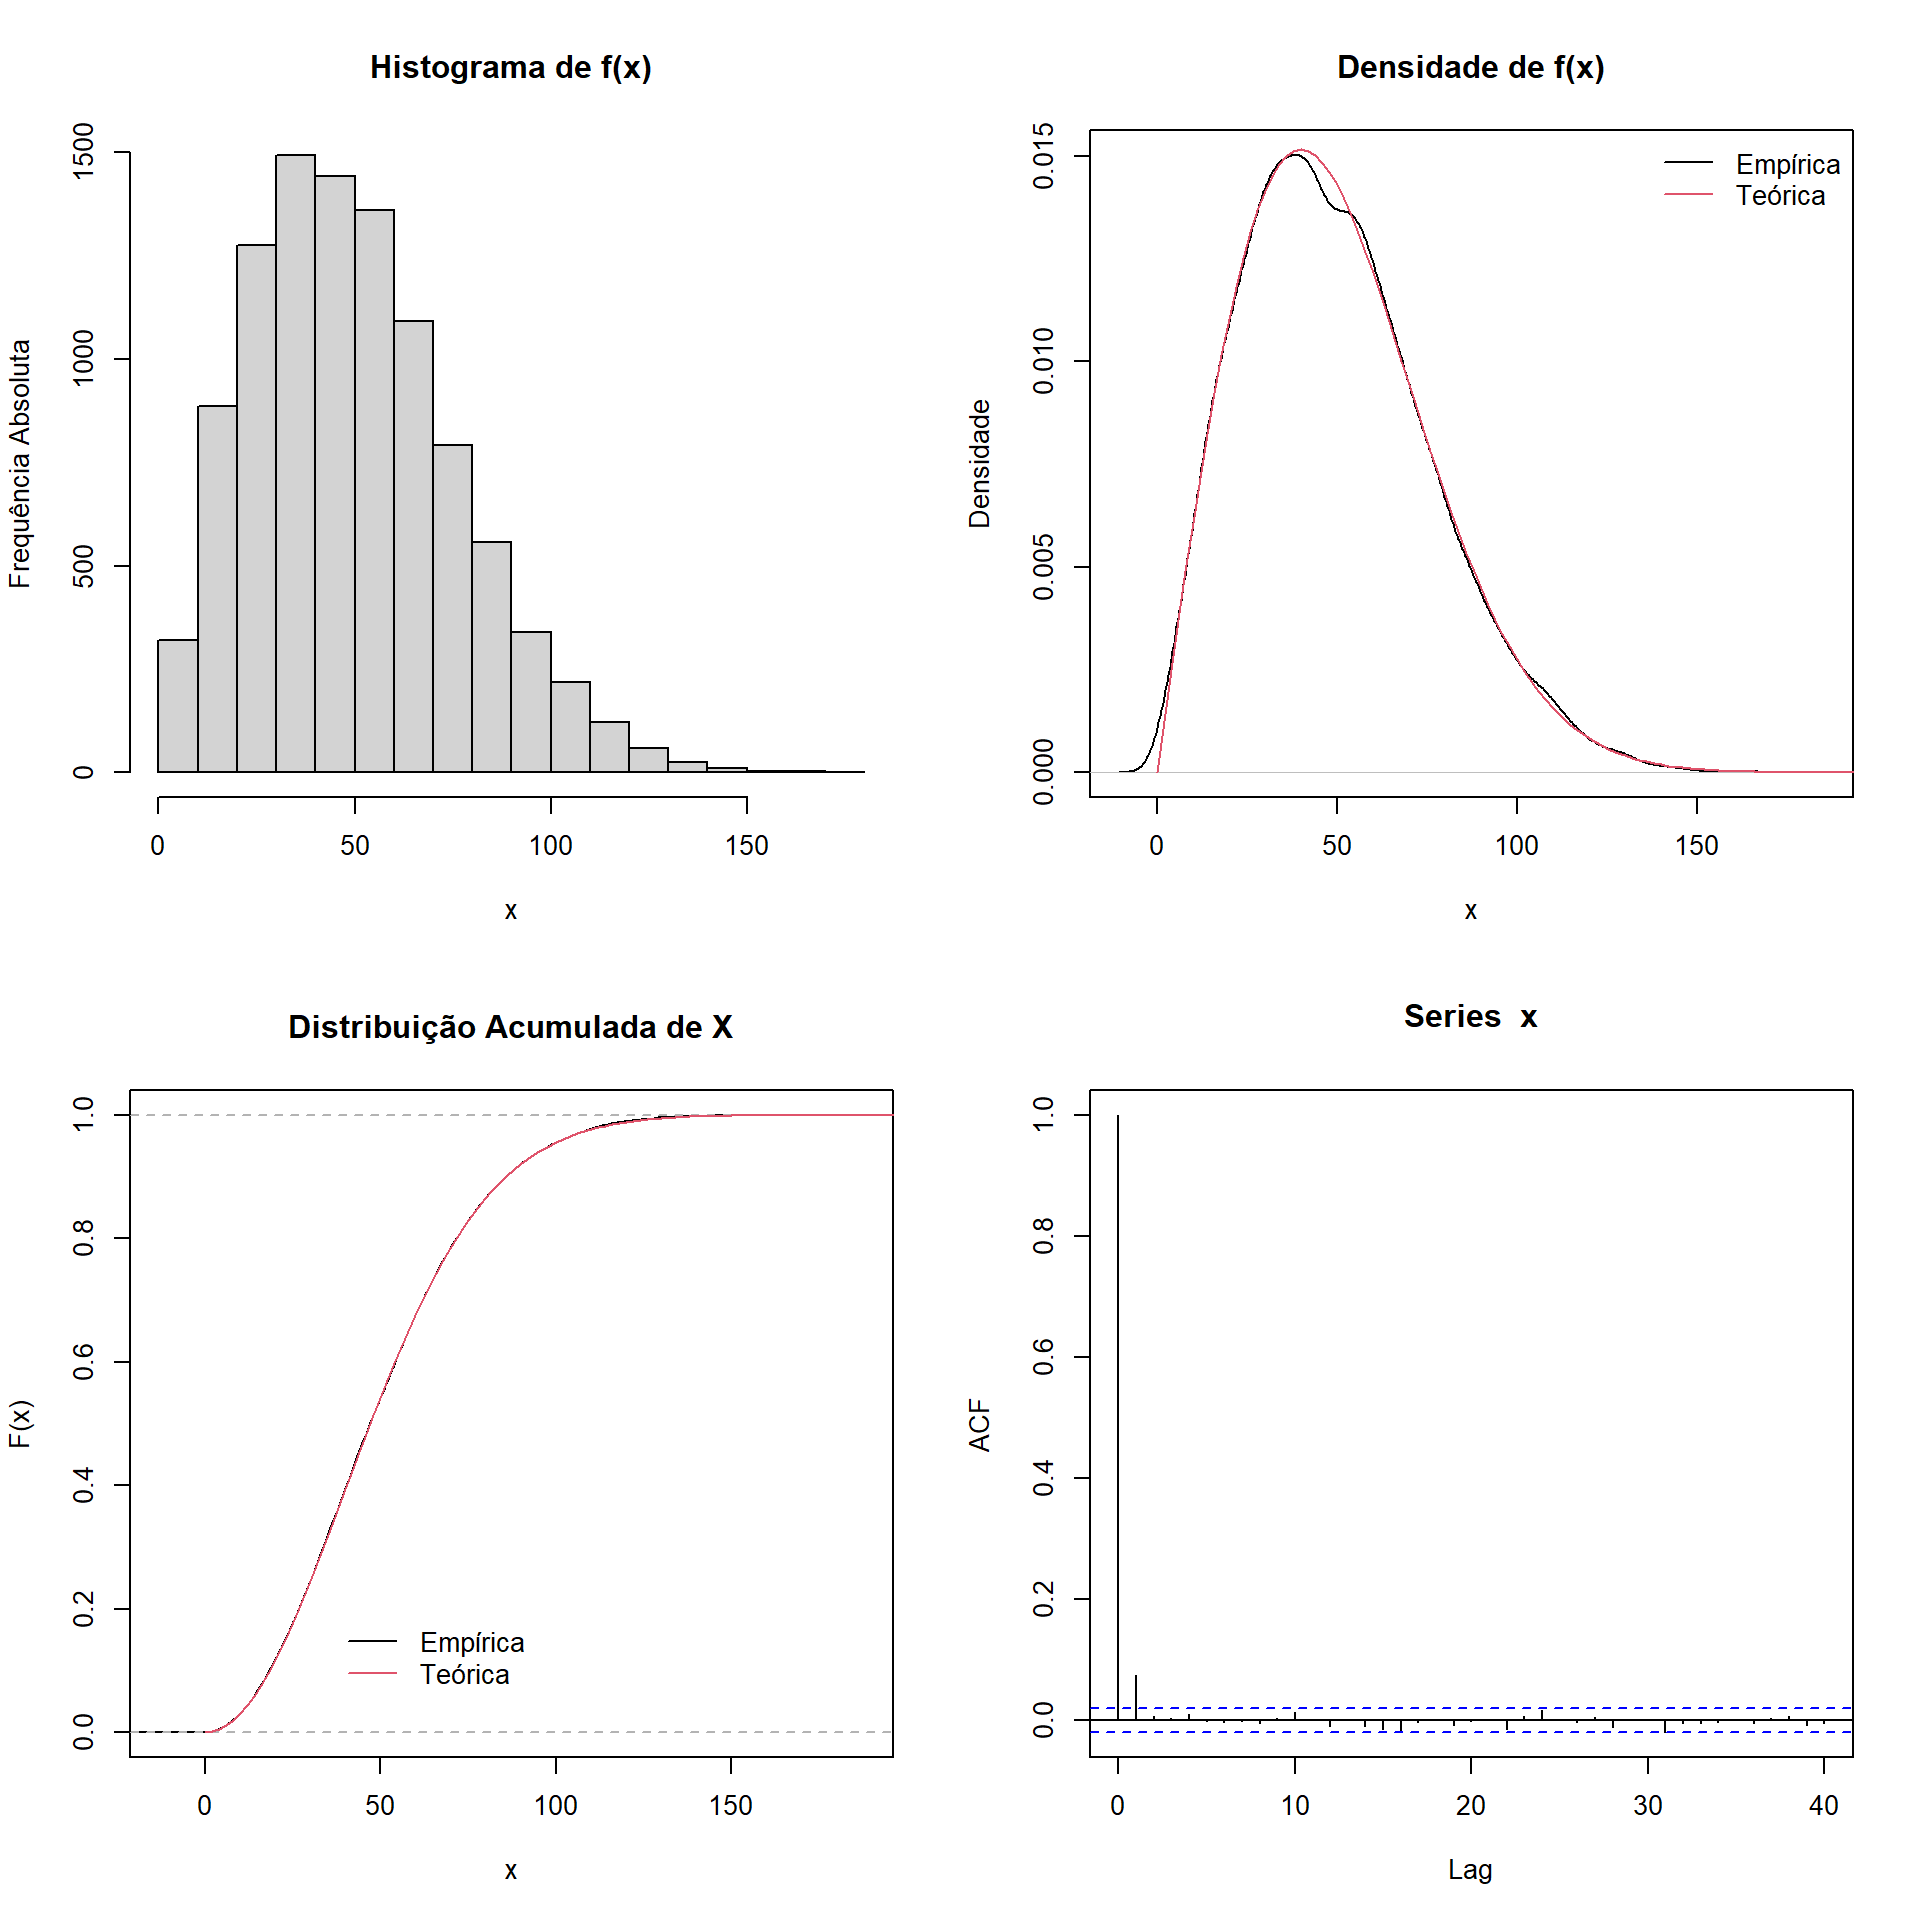 Histograma de f(x)
Frequência Absoluta
0 500 1000 1500
0 50 100 150
x
Densidade de f(x)
Densidade
0.000 0.005 0.010 0.015
Empírica
Teórica
0 50 100 150
x
Distribuição Acumulada de X
F(x)
0.0 0.2 0.4 0.6 0.8 1.0
Empírica
Teórica
0 50 100 150
x
Series x
ACF
0.0 0.2 0.4 0.6 0.8 1.0
0 10 20 30 40
Lag